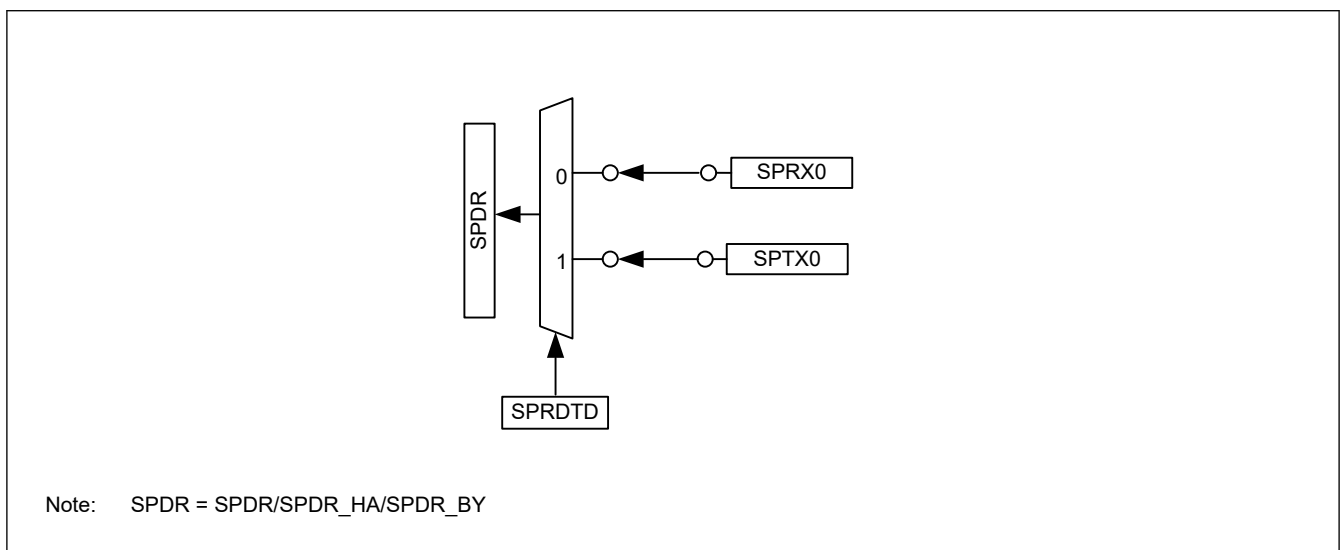 SPDR
0
SPRX0
1
SPTX0
SPRDTD
Note: SPDR = SPDR/SPDR_HA/SPDR_BY